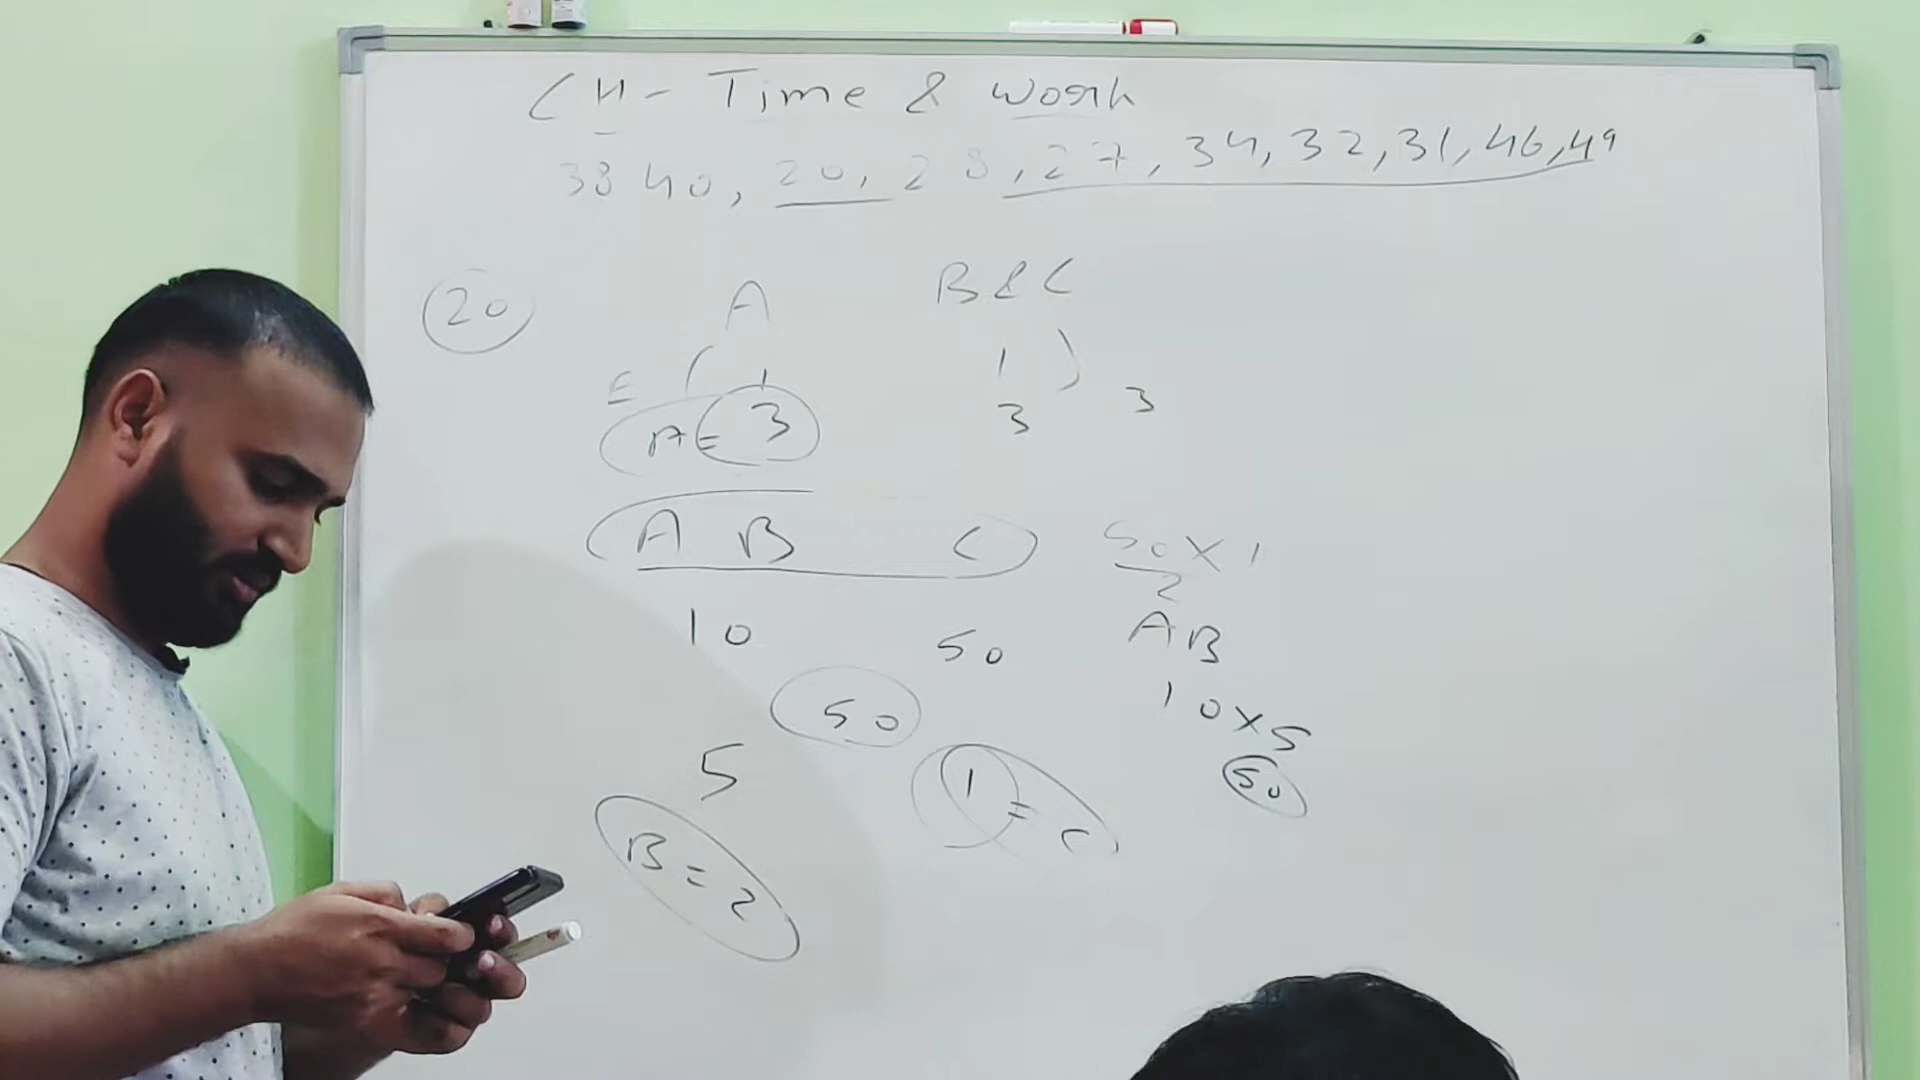 CH - Time & work
38 40, 20, 28, 27, 34, 32, 31, 46, 49
20 A B & C
= ( 1 1 )
A = 3 3 3
A B C 50 x 1
2
10 50 A B
50 10 x 5
5 1 = C 50
B = 2